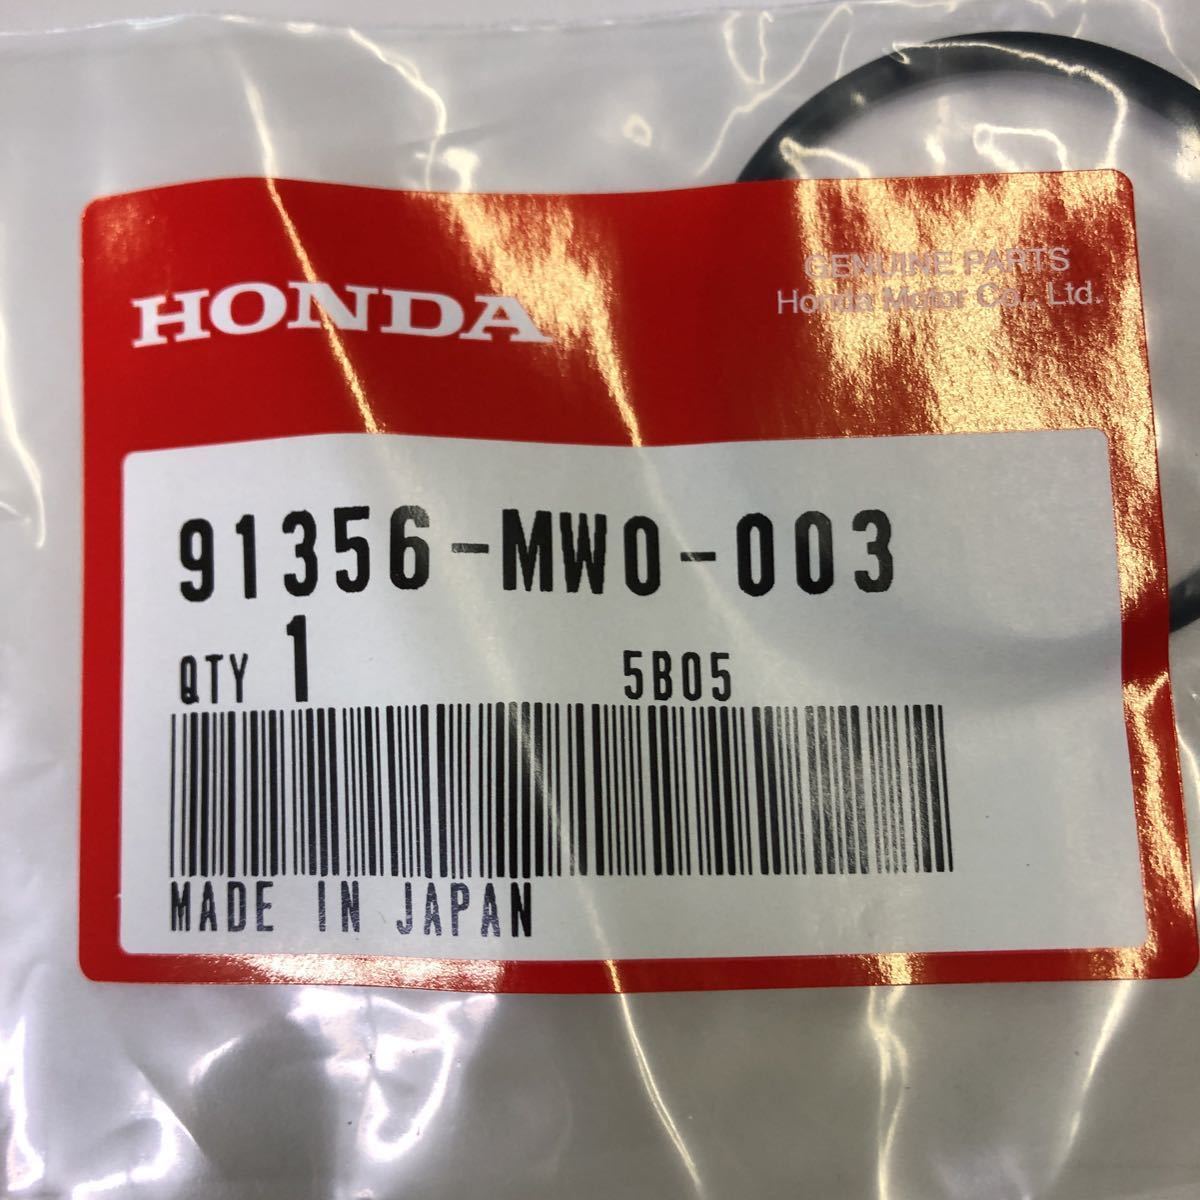 HONDA
GENUINE PARTS
Honda Motor Co., Ltd.
91356-MW0-003
QTY 1 5B05
MADE IN JAPAN